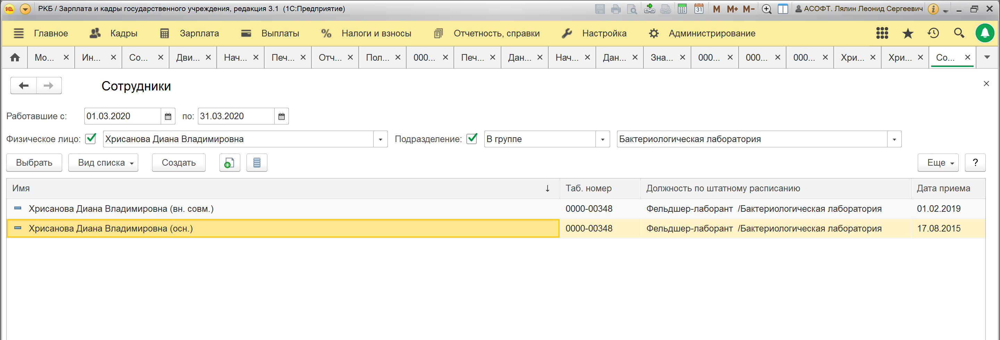 РКБ / Зарплата и кадры государственного учреждения, редакция 3.1 (1С:Предприятие) 31 M M+ M- АСОФТ. Лялин Леонид Сергеевич
Главное Кадры Зарплата Выплаты % Налоги и взносы Отчетность, справки Настройка Администрирование
Мо... Ин... Со... Дви... Нач... Печ... Отч... Пол... 000... Печ... Дан... Нач... Дан... Зна... 000... 000... 000... Хри... Хри... Со...
Сотрудники
Работавшие с: 01.03.2020 по: 31.03.2020
Физическое лицо: Хрисанова Диана Владимировна Подразделение: В группе Бактериологическая лаборатория
Выбрать Вид списка Создать Еще ?
Имя ↓ Таб. номер Должность по штатному расписанию Дата приема
Хрисанова Диана Владимировна (вн. совм.) 0000-00348 Фельдшер-лаборант /Бактериологическая лаборатория 01.02.2019
Хрисанова Диана Владимировна (осн.) 0000-00348 Фельдшер-лаборант /Бактериологическая лаборатория 17.08.2015